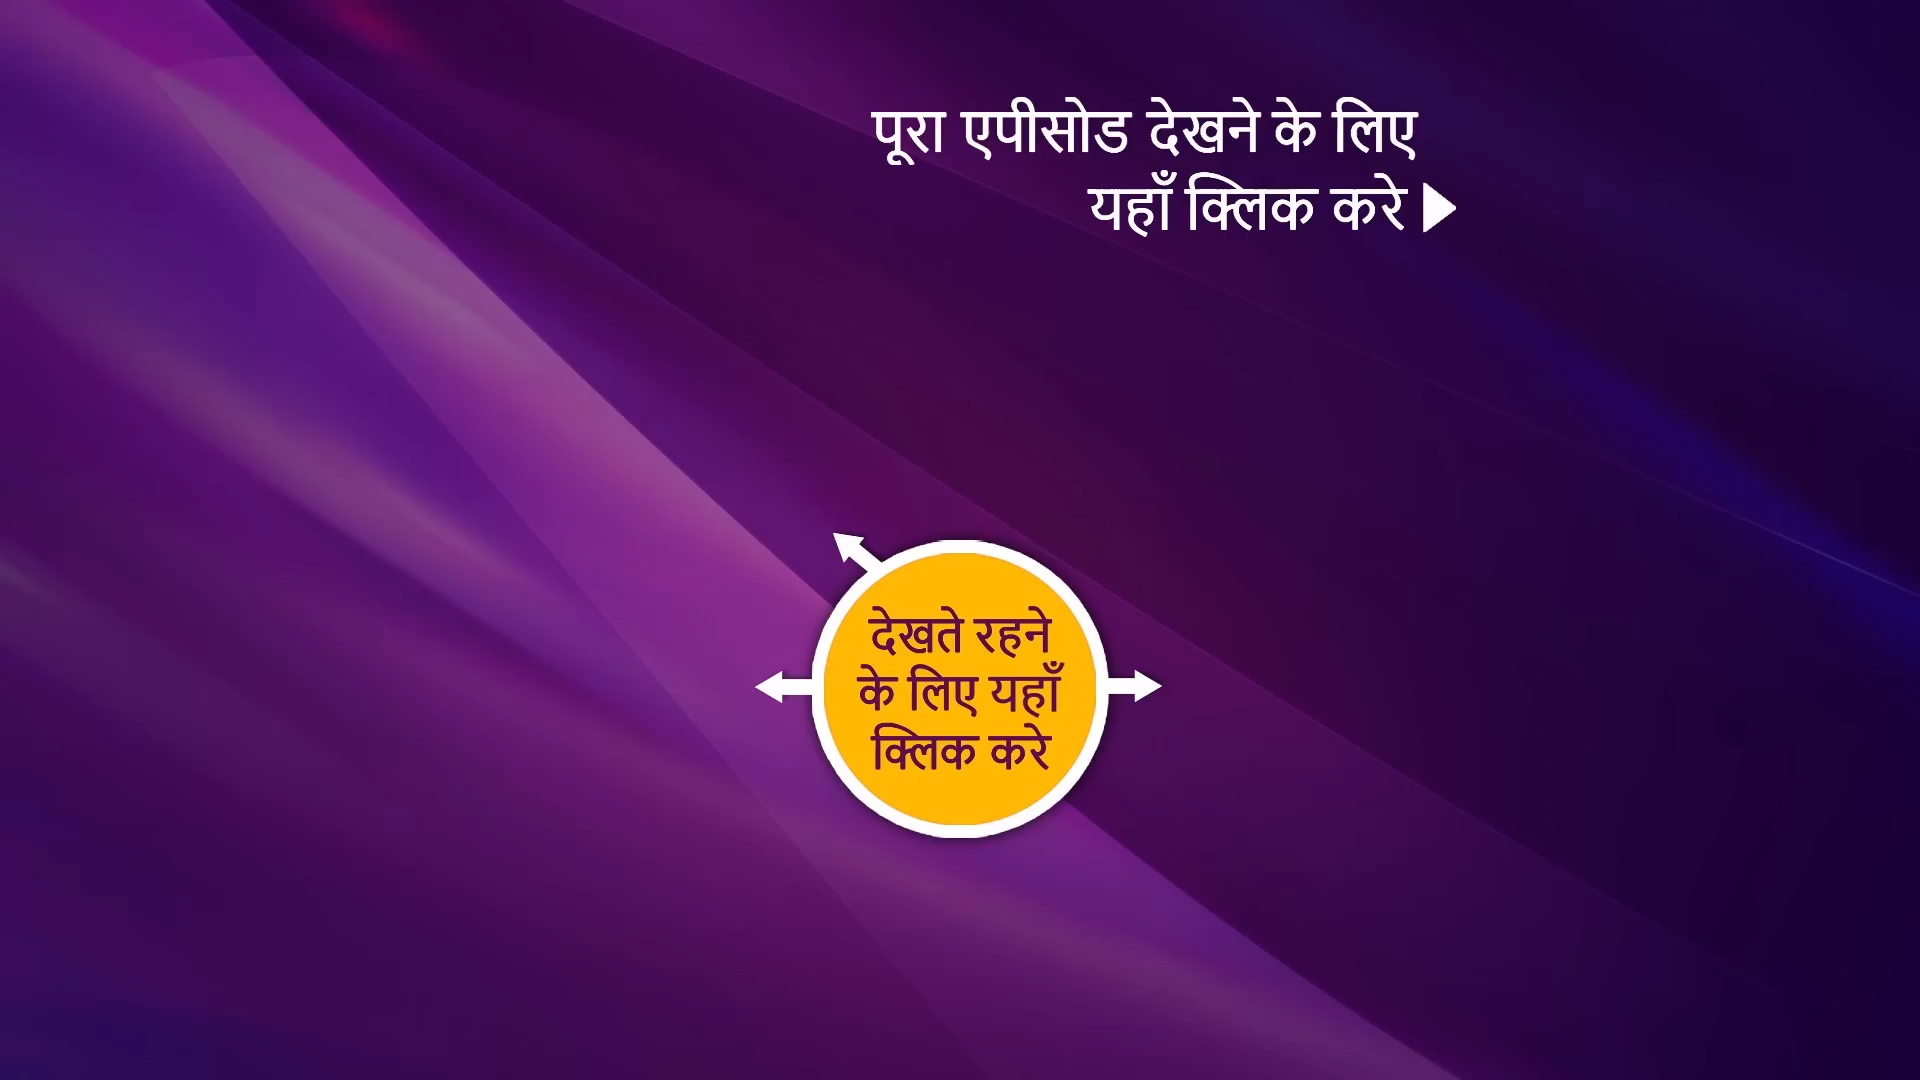 पूरा एपीसोड देखने के लिए
यहाँ क्लिक करे
देखते रहने
के लिए यहाँ
क्लिक करे